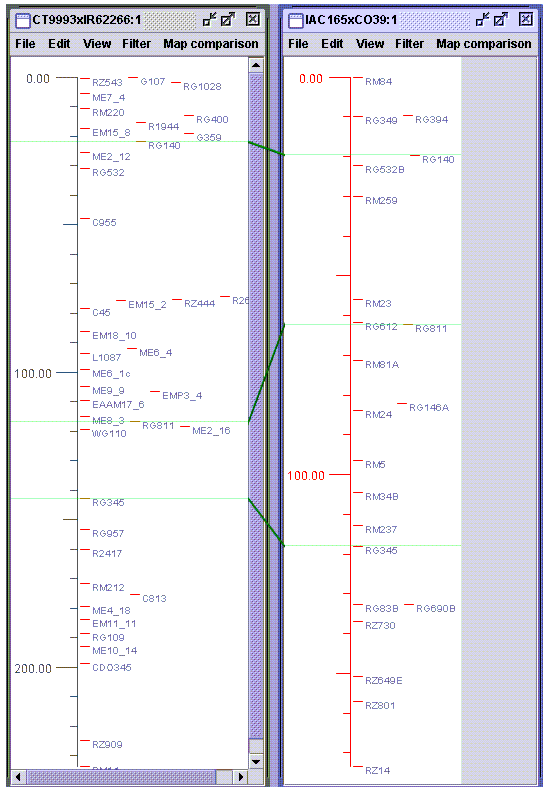 CT9993xIR62266:1
File Edit View Filter Map comparison
0.00
RZ543 G107 RG1028
ME7_4
RM220
RG400
EM15_8 R1944
G359
RG140
ME2_12
RG532
C955
EM15_2 RZ444 R26
C45
EM18_10
L1087 ME6_4
100.00 ME6_1c
ME9_9 EMP3_4
EAAM17_6
ME8_3 RG811 ME2_16
WG110
RG345
RG957
R2417
RM212
C813
ME4_18
EM11_11
RG109
ME10_14
200.00 CDO345
RZ909
IAC165xCO39:1
File Edit View Filter Map comparison
0.00 RM84
RG349 RG394
RG140
RG532B
RM259
RM23
RG612 RG811
RM81A
RG146A
RM24
RM5
100.00
RM34B
RM237
RG345
RG83B RG690B
RZ730
RZ649E
RZ801
RZ14